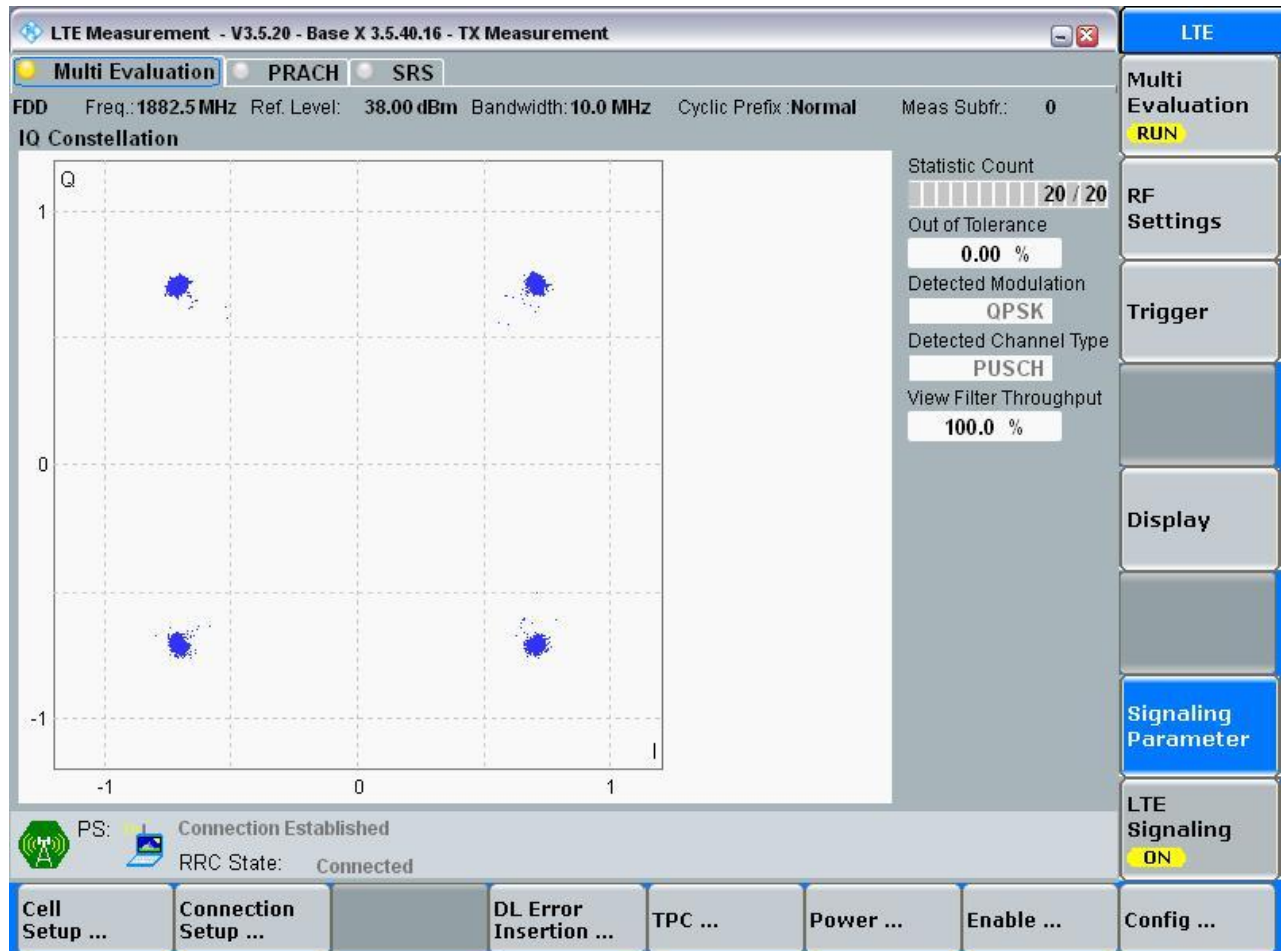 LTE Measurement - V3.5.20 - Base X 3.5.40.16 - TX Measurement
LTE
Multi Evaluation PRACH SRS
FDD Freq.: 1882.5 MHz Ref. Level: 38.00 dBm Bandwidth: 10.0 MHz Cyclic Prefix : Normal Meas Subfr.: 0
IQ Constellation
Q
1
0
-1
I
-1 0 1
Statistic Count
20 / 20
Out of Tolerance
0.00 %
Detected Modulation
QPSK
Detected Channel Type
PUSCH
View Filter Throughput
100.0 %
Multi
Evaluation
RUN
RF
Settings
Trigger
Display
Signaling
Parameter
LTE
Signaling
ON
PS: Connection Established
RRC State: Connected
Cell
Setup ...
Connection
Setup ...
DL Error
Insertion ...
TPC ...
Power ...
Enable ...
Config ...